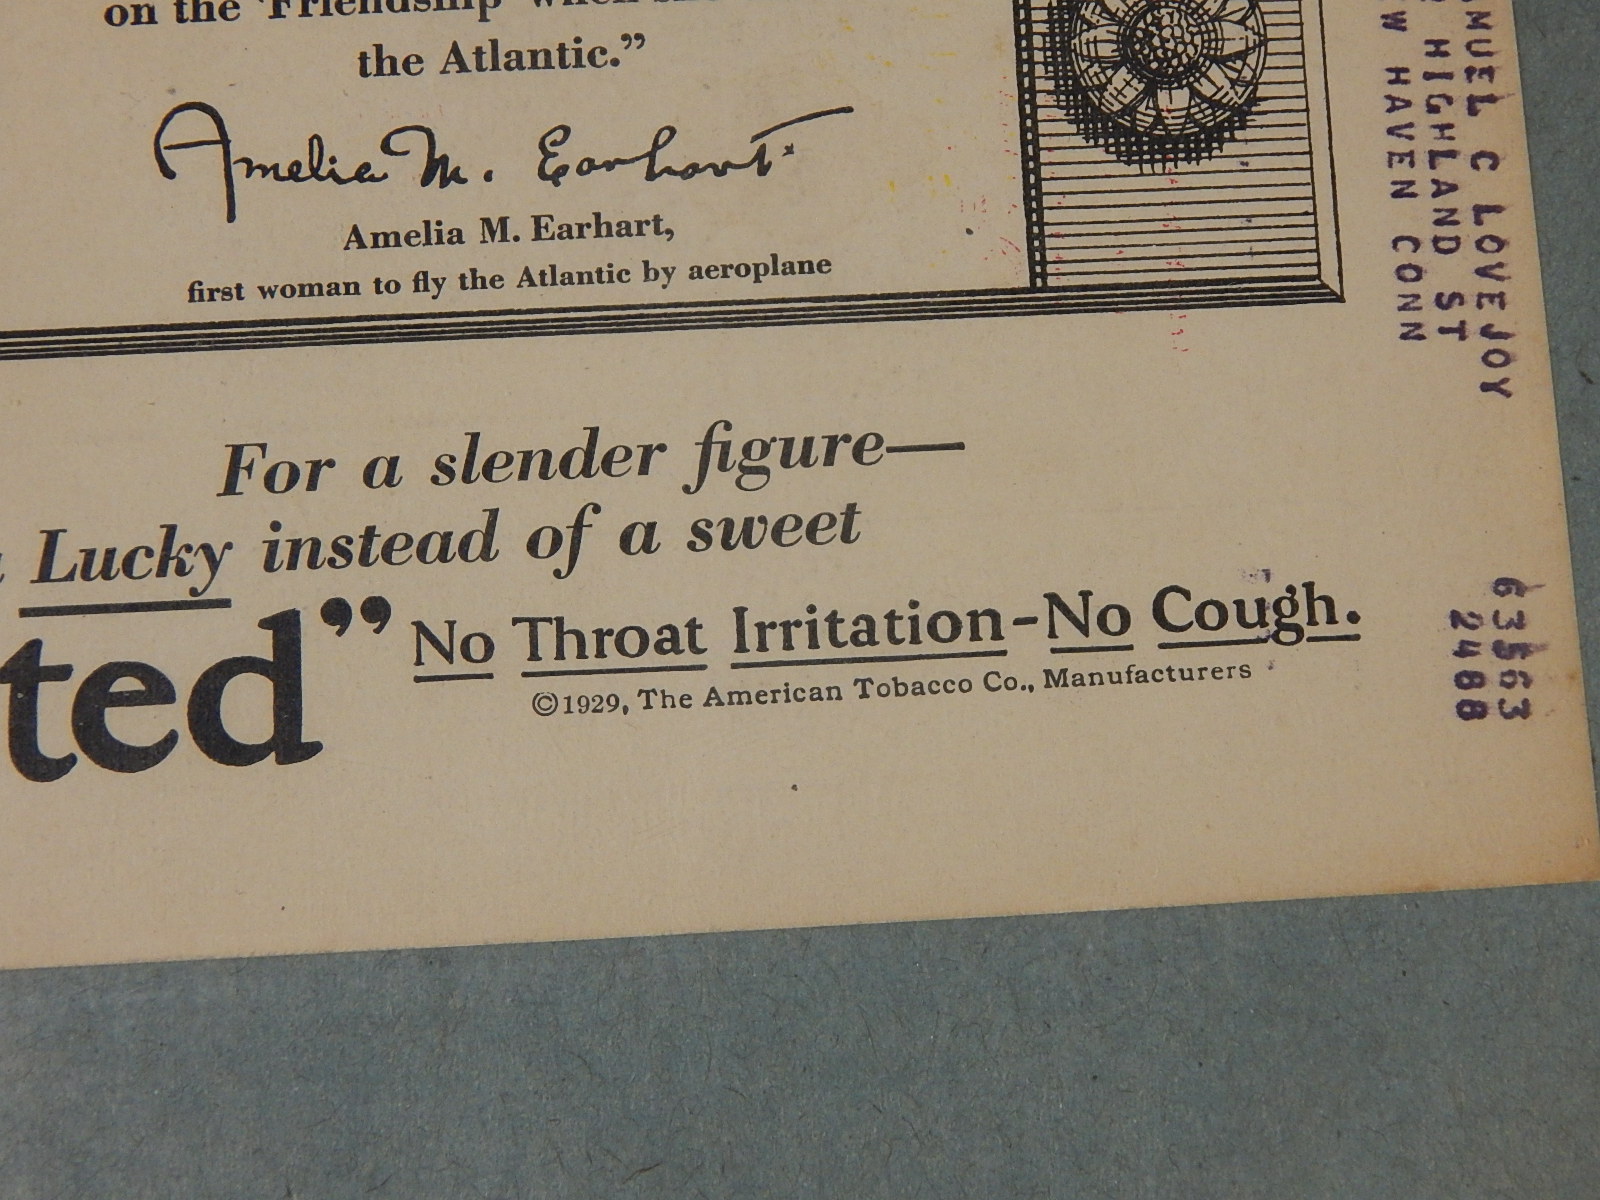 on the 'Friendship' when she
the Atlantic.”
Amelia M. Earhart
Amelia M. Earhart,
first woman to fly the Atlantic by aeroplane
For a slender figure—
Lucky instead of a sweet
ted” No Throat Irritation-No Cough.
©1929, The American Tobacco Co., Manufacturers
MUEL C LOVEJOY
HIGHLAND ST
W HAVEN CONN
63563
2488